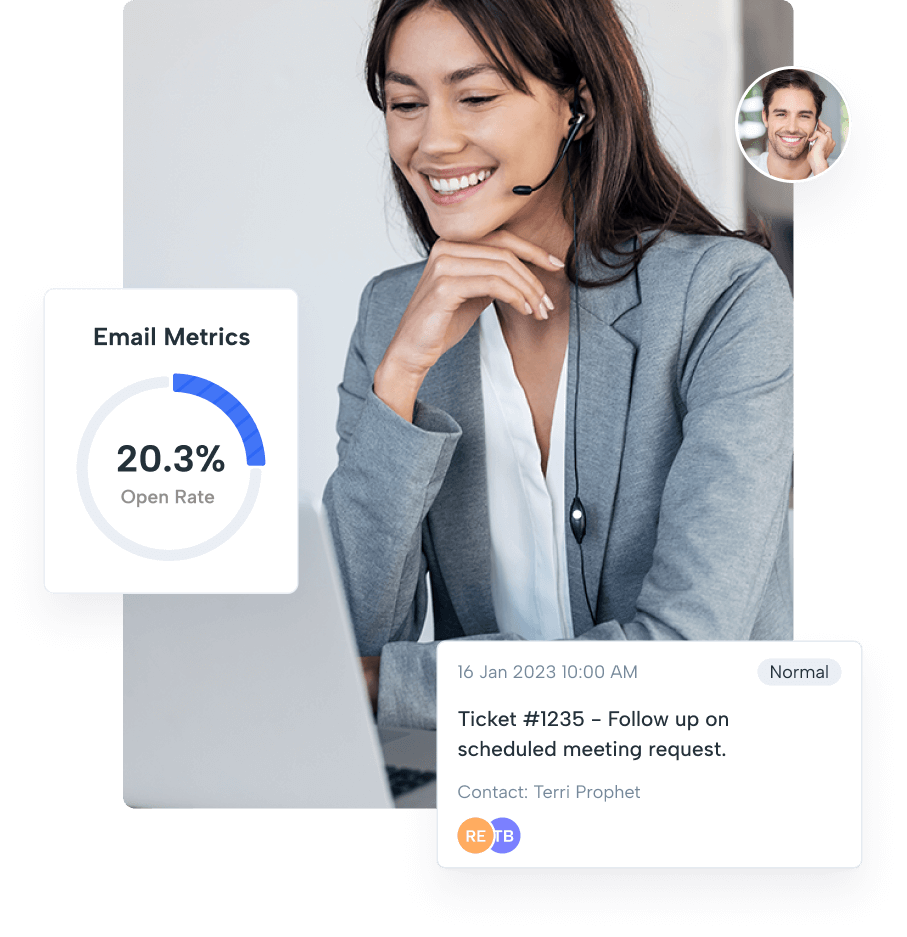 Email Metrics
20.3%
Open Rate
16 Jan 2023 10:00 AM
Normal
Ticket #1235 – Follow up on
scheduled meeting request.
Contact: Terri Prophet
RE
TB